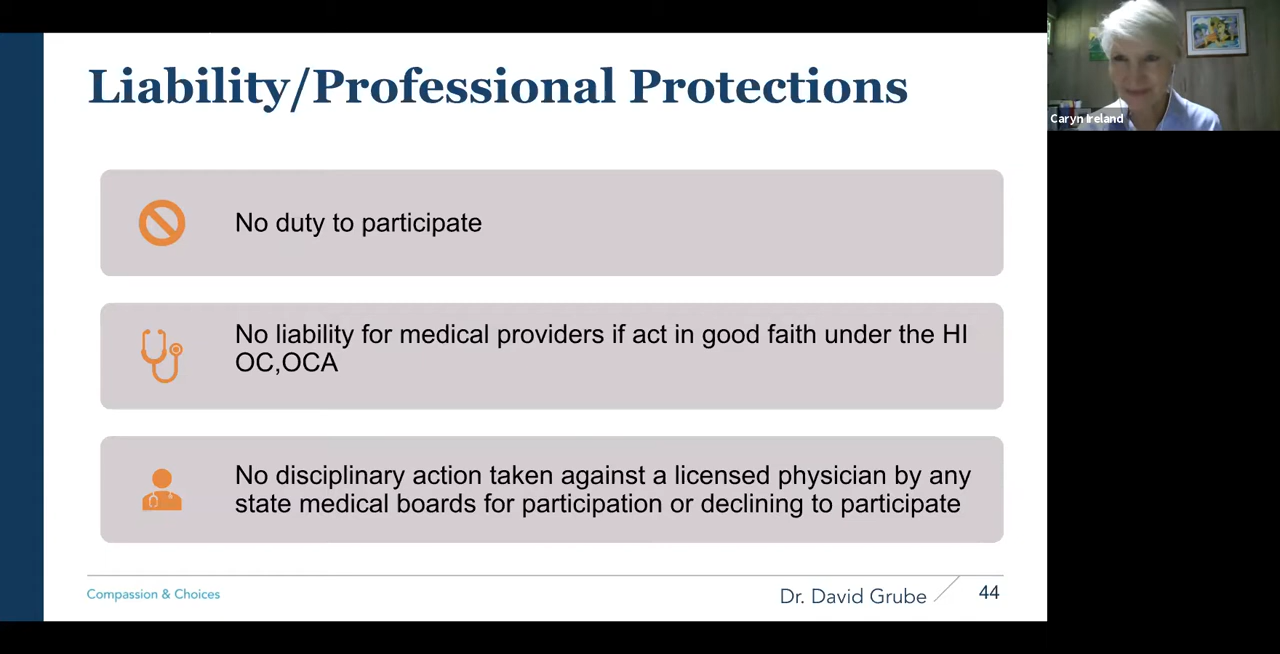 Liability/Professional Protections
Caryn Ireland
No duty to participate
No liability for medical providers if act in good faith under the HI
OC,OCA
No disciplinary action taken against a licensed physician by any
state medical boards for participation or declining to participate
Compassion & Choices
Dr. David Grube
44